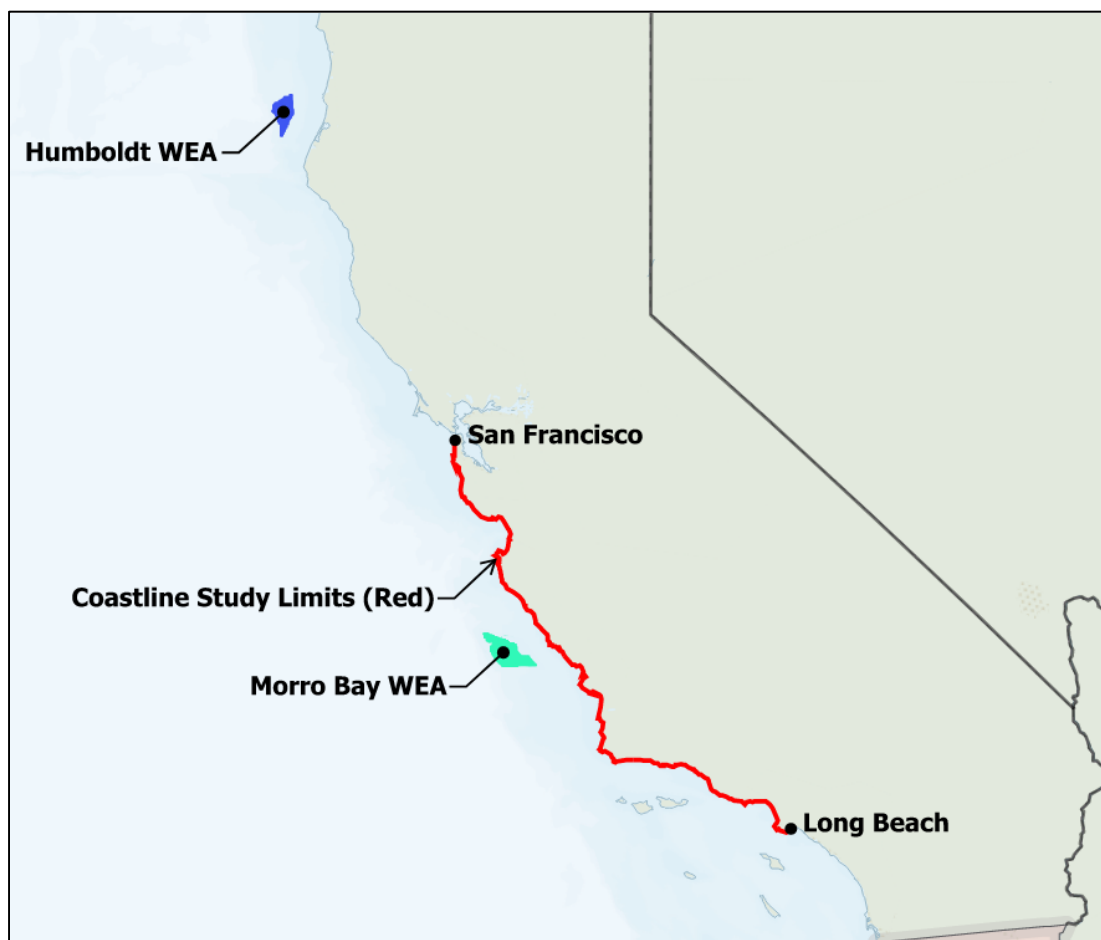 Humboldt WEA
San Francisco
Coastline Study Limits (Red)
Morro Bay WEA
Long Beach